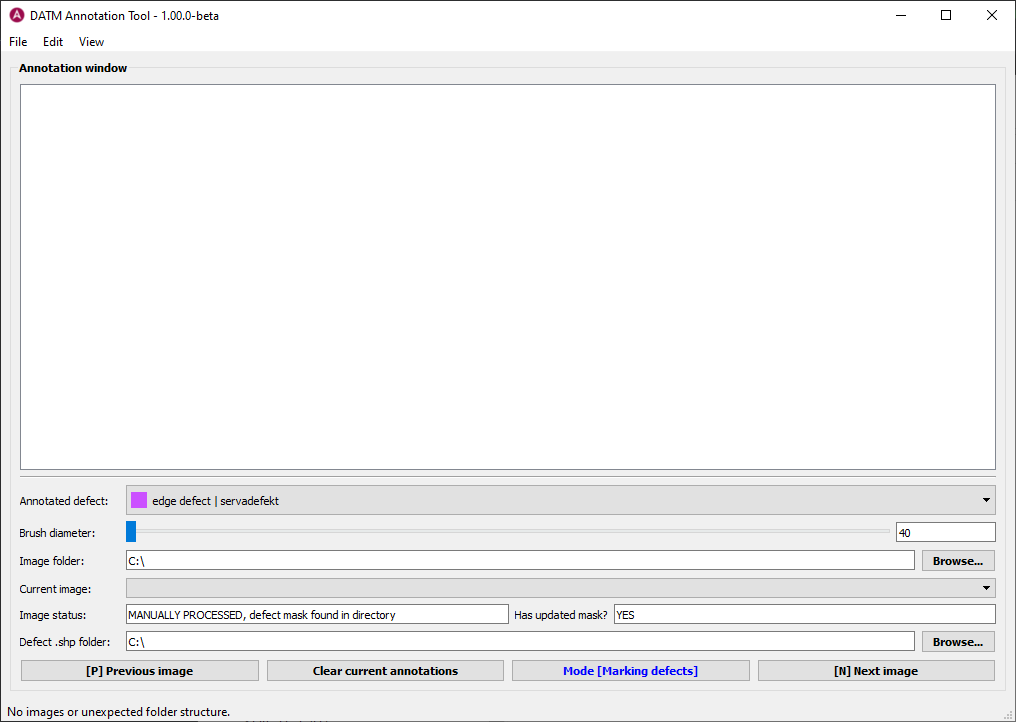 DATM Annotation Tool - 1.00.0-beta
File Edit View
Annotation window
Annotated defect: edge defect | servadefekt
Brush diameter: 40
Image folder: C:\ Browse...
Current image:
Image status: MANUALLY PROCESSED, defect mask found in directory Has updated mask? YES
Defect .shp folder: C:\ Browse...
[P] Previous image Clear current annotations Mode [Marking defects] [N] Next image
No images or unexpected folder structure.